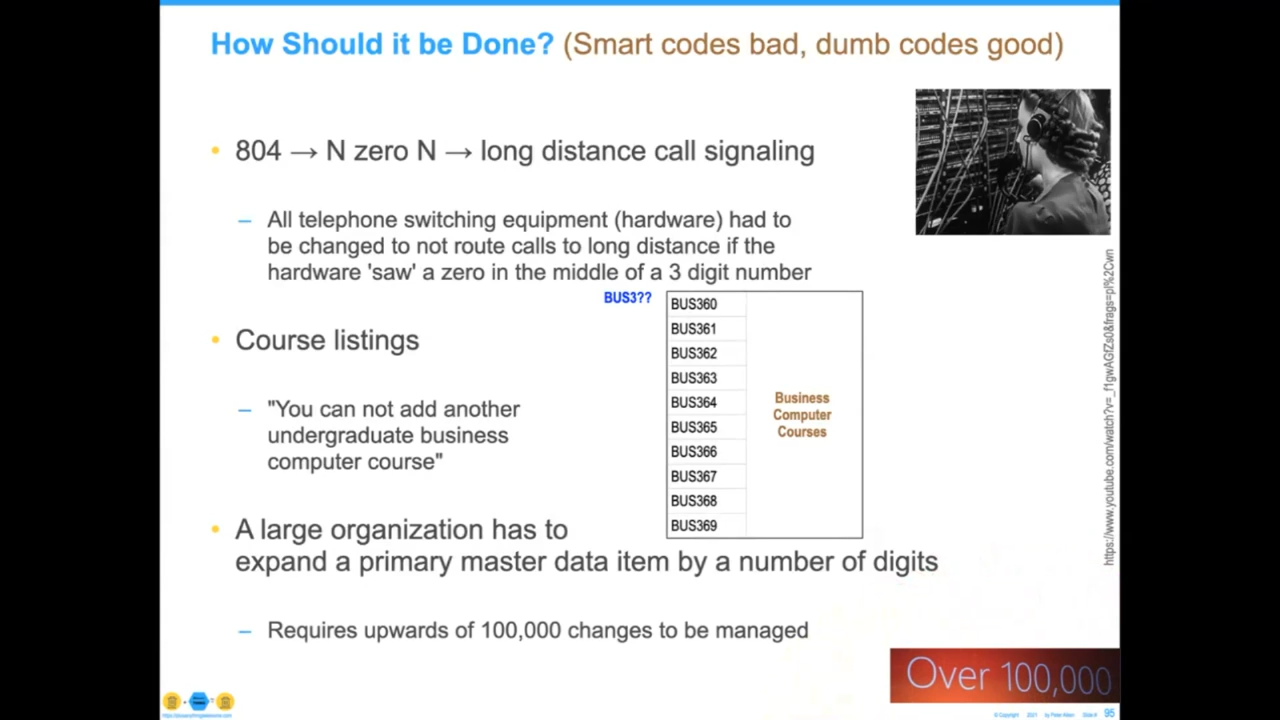 How Should it be Done? (Smart codes bad, dumb codes good)
• 804 → N zero N → long distance call signaling
– All telephone switching equipment (hardware) had to
be changed to not route calls to long distance if the
hardware 'saw' a zero in the middle of a 3 digit number
BUS3??
BUS360
BUS361
BUS362
BUS363
BUS364
BUS365
BUS366
BUS367
BUS368
BUS369
Business
Computer
Courses
• Course listings
– "You can not add another
undergraduate business
computer course"
• A large organization has to
expand a primary master data item by a number of digits
– Requires upwards of 100,000 changes to be managed
https://www.youtube.com/watch?v=_f1gwAGfZs0&frags=pl%2Cwn
Over 100,000
© Copyright 2021 by Peter Aiken Slide #
95